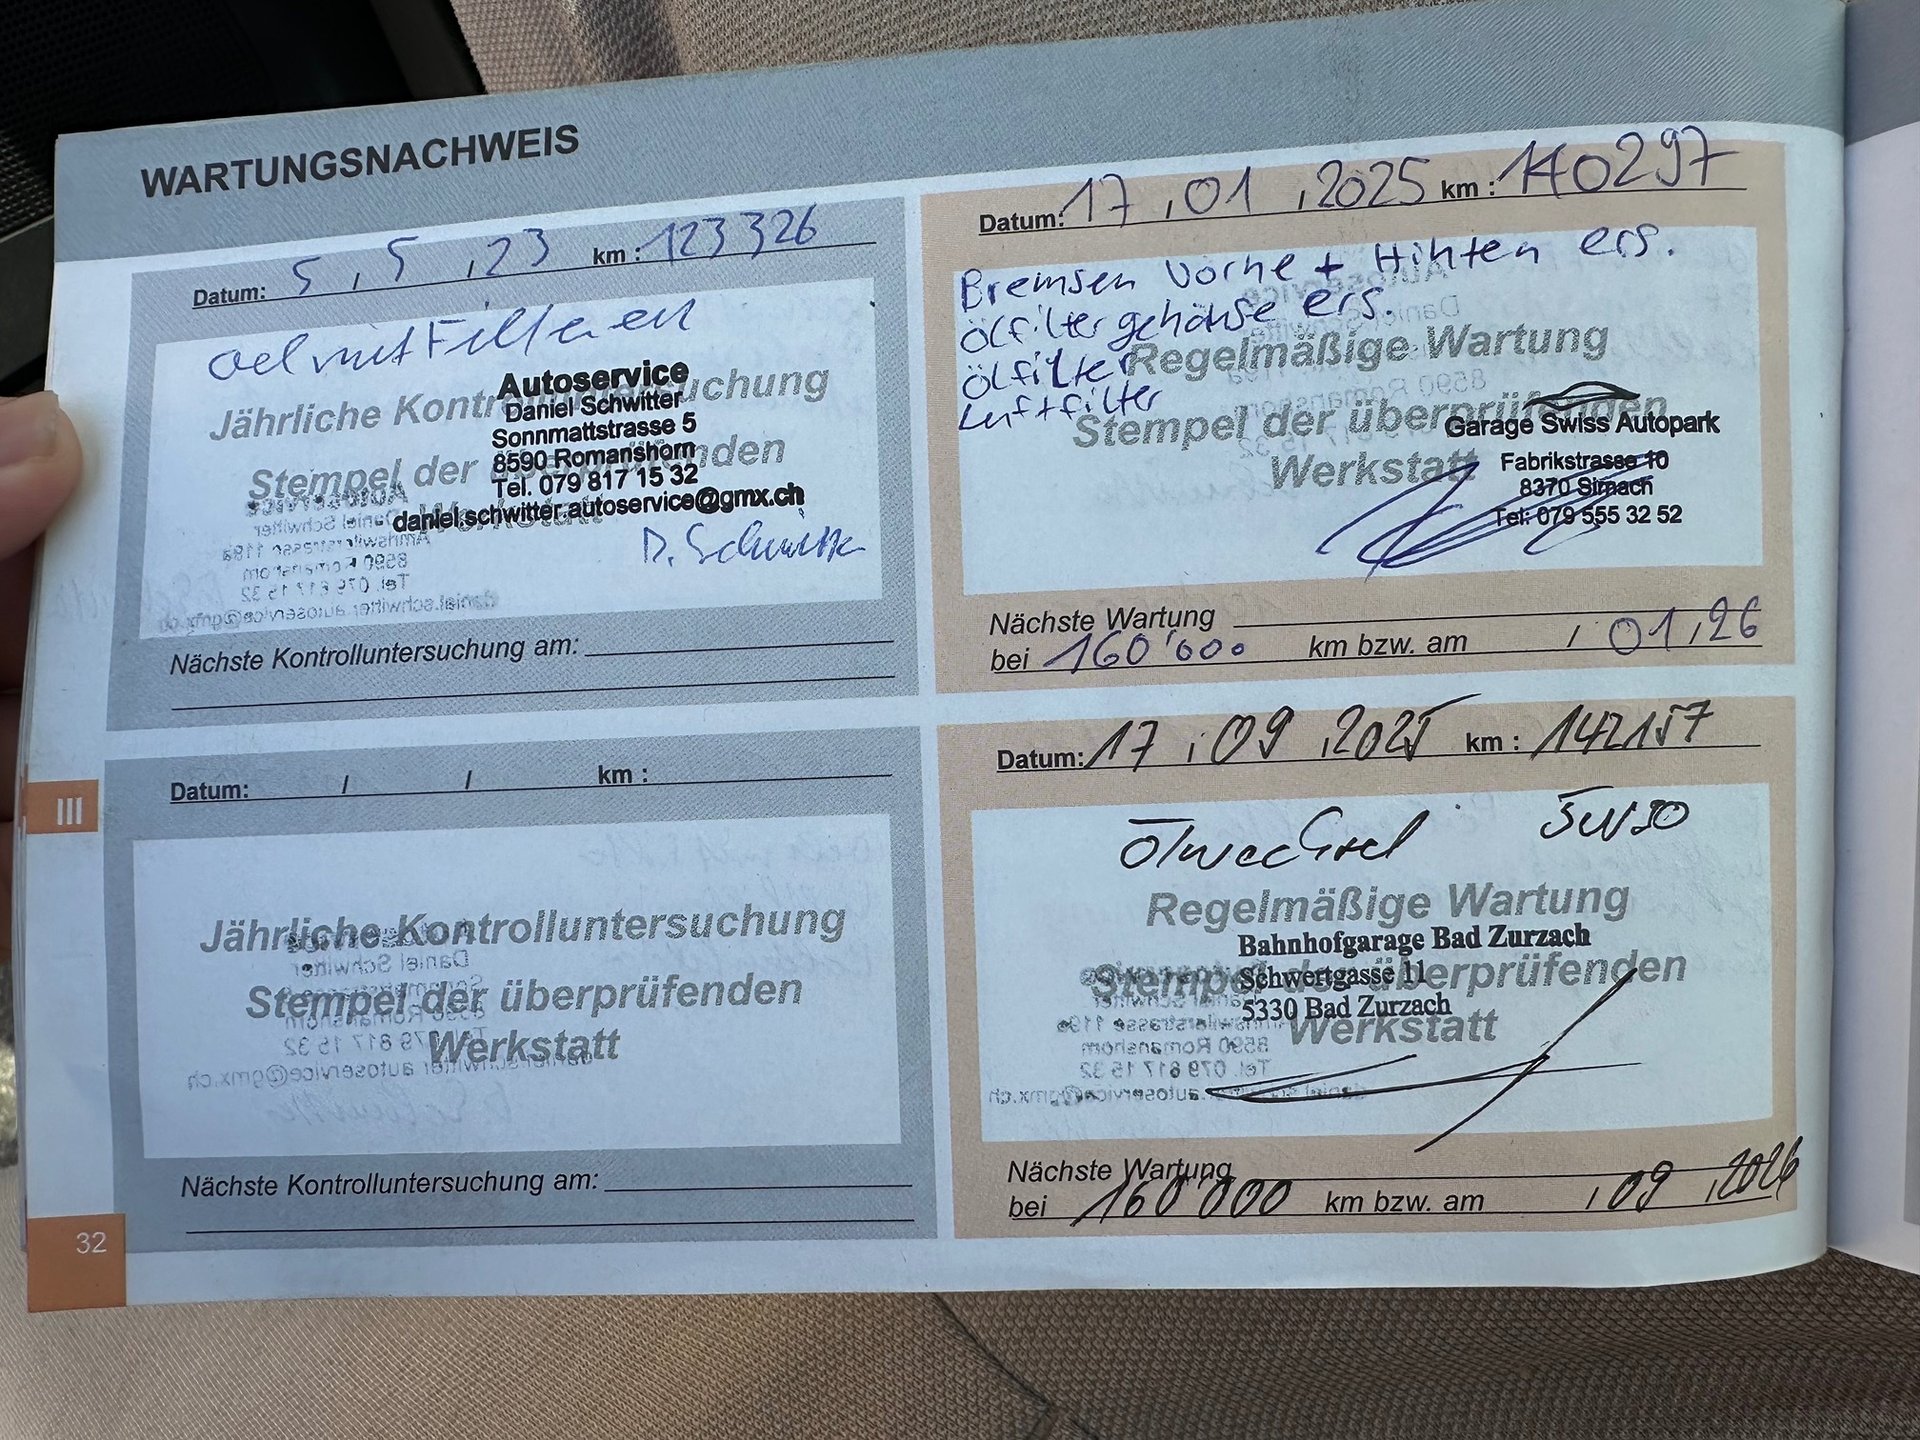 WARTUNGSNACHWEIS
Datum: 5 / 5 / 23 km : 123326
Oel mit Filter
Jährliche Kontrolluntersuchung
Stempel der überprüfenden
Werkstatt
Autoservice
Daniel Schwitter
Sonnmattstrasse 5
8590 Romanshorn
Tel. 079 817 15 32
daniel.schwitter.autoservice@gmx.ch
D. Schwitter
Nächste Kontrolluntersuchung am:
Datum: 17 / 01 / 2025 km : 140297
Bremsen vorne + Hinten ers.
Ölfiltergehäuse ers.
Ölfilter
Luftfilter
Regelmäßige Wartung
Stempel der überprüfenden
Werkstatt
Garage Swiss Autopark
Fabrikstrasse 10
8370 Sirnach
Tel: 079 555 32 52
Nächste Wartung
bei 160'000 km bzw. am / 01 / 26
Datum: / / km :
Jährliche Kontrolluntersuchung
Stempel der überprüfenden
Werkstatt
Nächste Kontrolluntersuchung am:
Datum: 17 / 09 / 2025 km : 142157
Ölwechsel 5W30
Regelmäßige Wartung
Stempel der überprüfenden
Werkstatt
Bahnhofgarage Bad Zurzach
Schwertgasse 11
5330 Bad Zurzach
Nächste Wartung
bei 160'000 km bzw. am / 09 / 2026
III
32